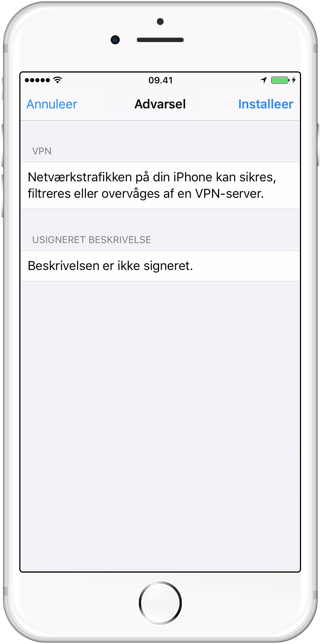 09.41
Annuleer Advarsel Installeer
VPN
Netværkstrafikken på din iPhone kan sikres,
filtreres eller overvåges af en VPN-server.
USIGNERET BESKRIVELSE
Beskrivelsen er ikke signeret.